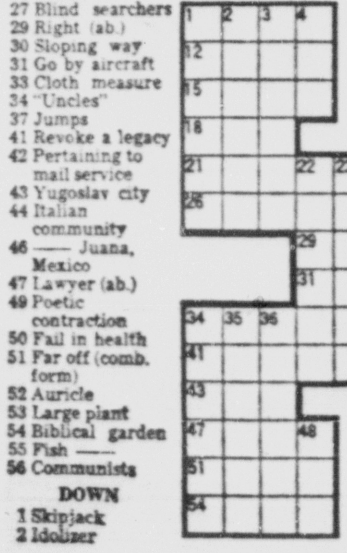 27 Blind searchers
29 Right (ab.)
30 Sloping way
31 Go by aircraft
33 Cloth measure
34 "Uncles"
37 Jumps
41 Revoke a legacy
42 Pertaining to
mail service
43 Yugoslav city
44 Italian
community
46 —— Juana,
Mexico
47 Lawyer (ab.)
49 Poetic
contraction
50 Fail in health
51 Far off (comb.
form)
52 Auricle
53 Large plant
54 Biblical garden
55 Fish ——
56 Communists
DOWN
1 Skipjack
2 Idolizer
1 2 3 4
12
15
18
21 22
26
29
31
34 35 36
41
43
47 48
51
54